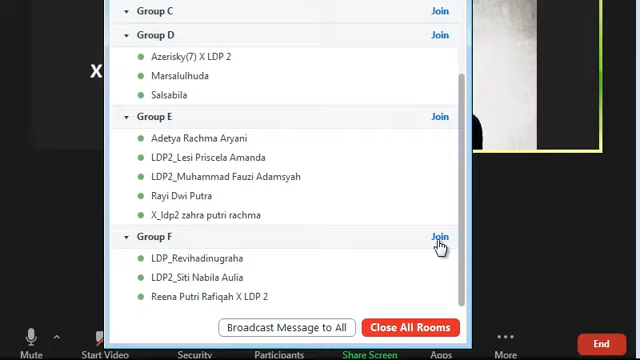 Group C Join
Group D Join
Azerisky(7) X LDP 2
Marsalulhuda
Salsabila
X
Group E Join
Adetya Rachma Aryani
LDP2_Lesi Priscela Amanda
LDP2_Muhammad Fauzi Adamsyah
Rayi Dwi Putra
X_ldp2 zahra putri rachma
Group F Join
LDP_Revihadinugraha
LDP2_Siti Nabila Aulia
Reena Putri Rafiqah X LDP 2
Broadcast Message to All Close All Rooms
Mute Start Video Security Participants Share Screen Apps More End